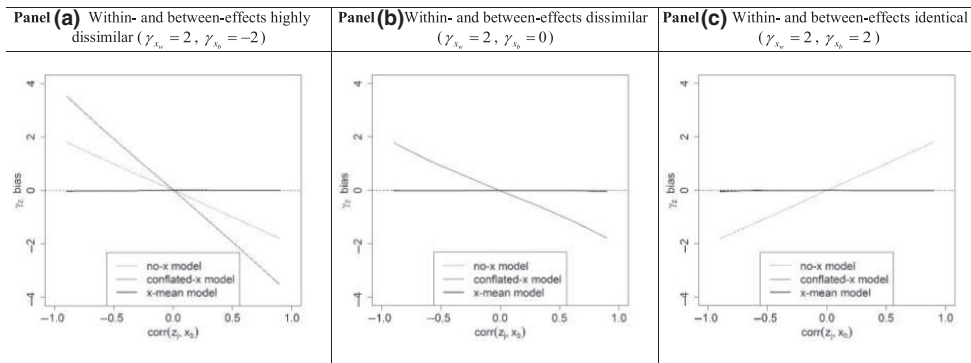 Panel (a) Within- and between-effects highly
dissimilar (γxw = 2 , γxb = −2)
Panel (b) Within- and between-effects dissimilar
(γxw = 2 , γxb = 0)
Panel (c) Within- and between-effects identical
(γxw = 2 , γxb = 2)
4
2
0
−2
−4
γz bias
no-x model
conflated-x model
x-mean model
−1.0 −0.5 0.0 0.5 1.0
corr(zj, xb)
4
2
0
−2
−4
γz bias
no-x model
conflated-x model
x-mean model
−1.0 −0.5 0.0 0.5 1.0
corr(zj, xb)
4
2
0
−2
−4
γz bias
no-x model
conflated-x model
x-mean model
−1.0 −0.5 0.0 0.5 1.0
corr(zj, xb)